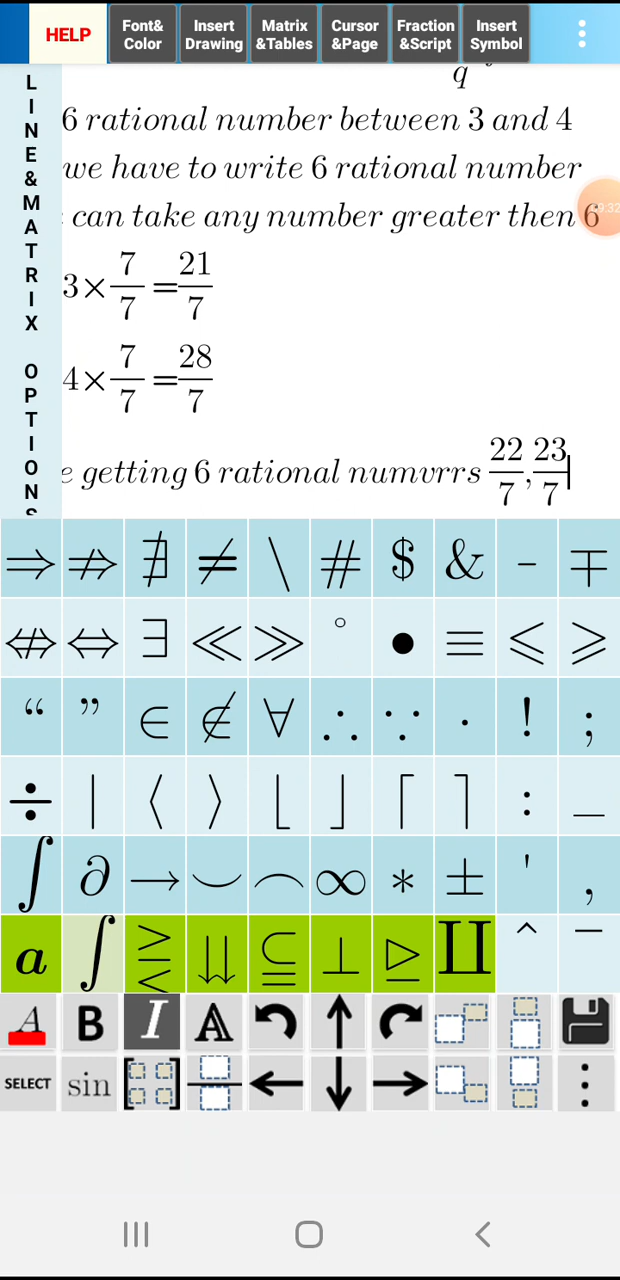 HELP
Font& Color
Insert Drawing
Matrix &Tables
Cursor &Page
Fraction &Script
Insert Symbol
LINE&MATRIX OPTIONS
q
6 rational number between 3 and 4
we have to write 6 rational number
can take any number greater then 6
3×7/7=21/7
4×7/7=28/7
e getting 6 rational numvrrs 22/7,23/7
⇒ ⇏ ∄ ≠ \ # $ & - ∓
⇎ ⇔ ∃ ≪ ≫ ° ● ≡ ⩽ ⩾
“ ” ∈ ∉ ∀ ∴ ∵ · ! ;
÷ | ⟨ ⟩ ⌊ ⌋ ⌈ ⌉ : _
∫ ∂ → ⌣ ⌢ ∞ * ± ' ,
a ∫ ⋛ ⇊ ⊆ ⊥ ⊵ ∐ ^ ¯
A B I A
SELECT sin